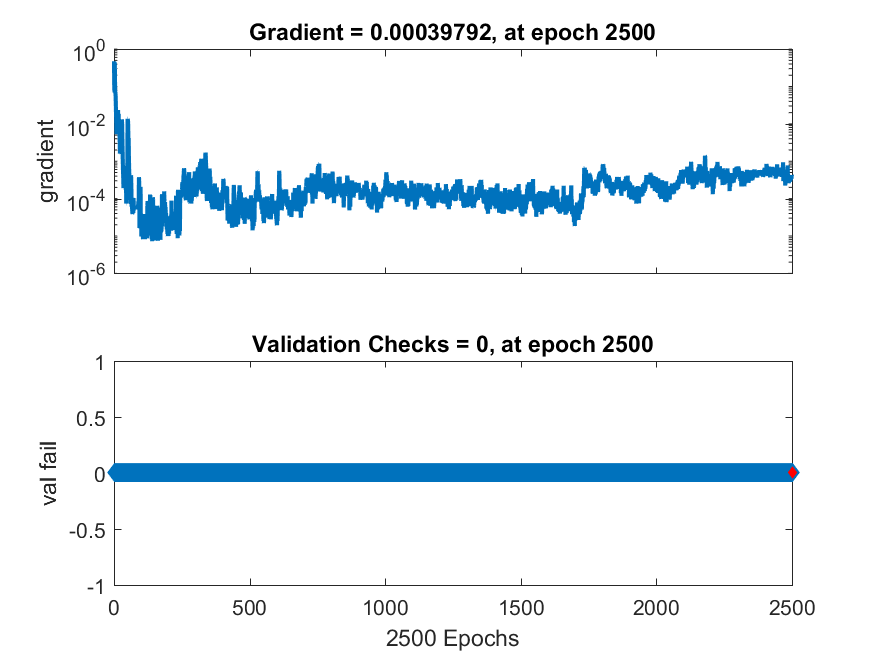 Gradient = 0.00039792, at epoch 2500
10^0
10^-2
10^-4
10^-6
gradient
Validation Checks = 0, at epoch 2500
1
0.5
0
-0.5
-1
val fail
0 500 1000 1500 2000 2500
2500 Epochs